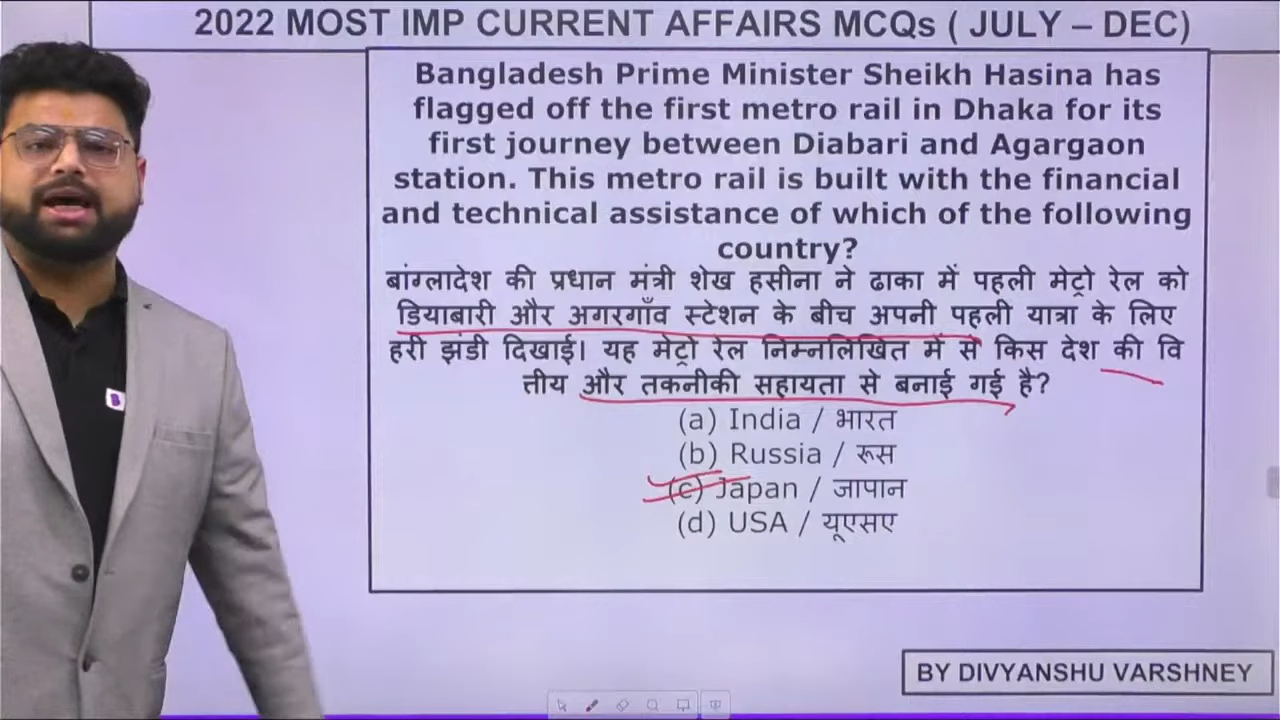 2022 MOST IMP CURRENT AFFAIRS MCQs ( JULY – DEC)
Bangladesh Prime Minister Sheikh Hasina has
flagged off the first metro rail in Dhaka for its
first journey between Diabari and Agargaon
station. This metro rail is built with the financial
and technical assistance of which of the following
country?
बांग्लादेश की प्रधान मंत्री शेख हसीना ने ढाका में पहली मेट्रो रेल को
डियाबारी और अगरगाँव स्टेशन के बीच अपनी पहली यात्रा के लिए
हरी झंडी दिखाई। यह मेट्रो रेल निम्नलिखित में से किस देश की वि
त्तीय और तकनीकी सहायता से बनाई गई है?
(a) India / भारत
(b) Russia / रूस
(c) Japan / जापान
(d) USA / यूएसए
BY DIVYANSHU VARSHNEY